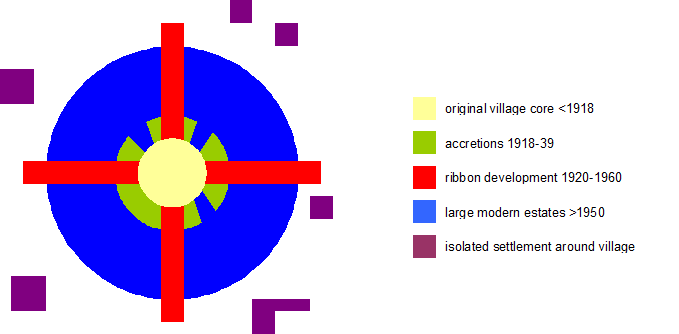 original village core <1918
accretions 1918-39
ribbon development 1920-1960
large modern estates >1950
isolated settlement around village